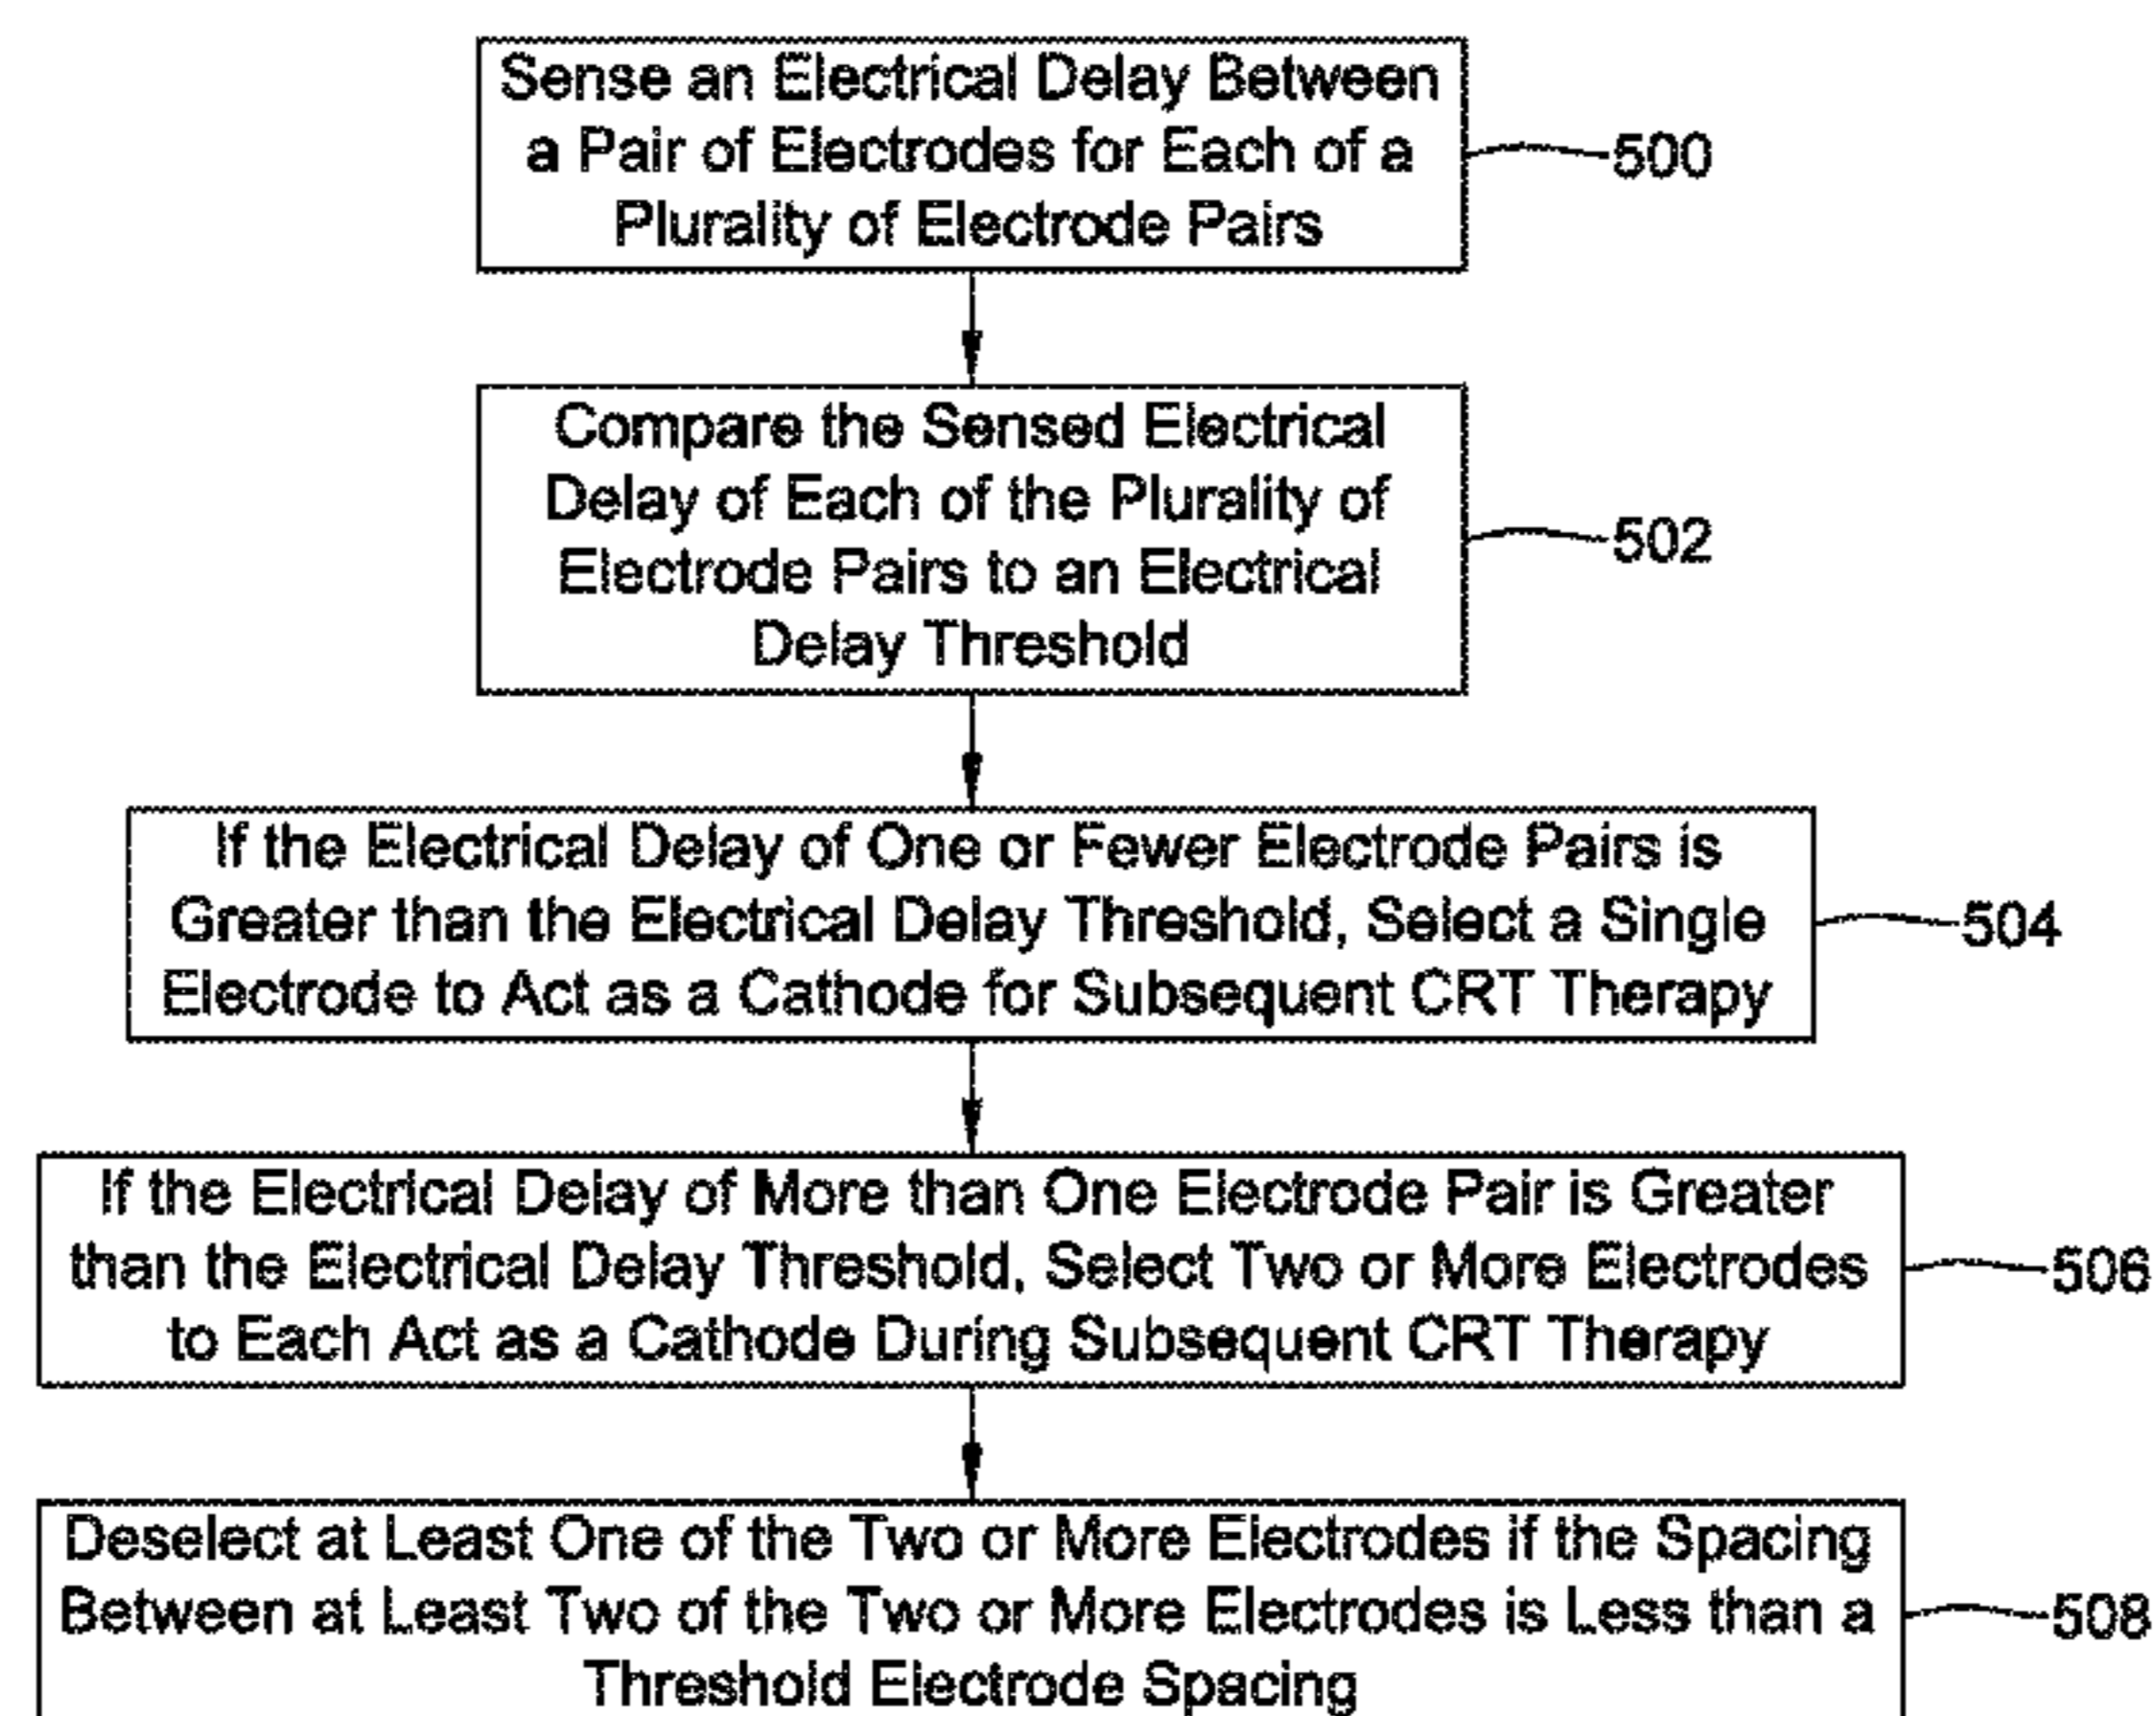 Sense an Electrical Delay Between
a Pair of Electrodes for Each of a
Plurality of Electrode Pairs
500
Compare the Sensed Electrical
Delay of Each of the Plurality of
Electrode Pairs to an Electrical
Delay Threshold
502
If the Electrical Delay of One or Fewer Electrode Pairs is
Greater than the Electrical Delay Threshold, Select a Single
Electrode to Act as a Cathode for Subsequent CRT Therapy
504
If the Electrical Delay of More than One Electrode Pair is Greater
than the Electrical Delay Threshold, Select Two or More Electrodes
to Each Act as a Cathode During Subsequent CRT Therapy
506
Deselect at Least One of the Two or More Electrodes if the Spacing
Between at Least Two of the Two or More Electrodes is Less than a
Threshold Electrode Spacing
508